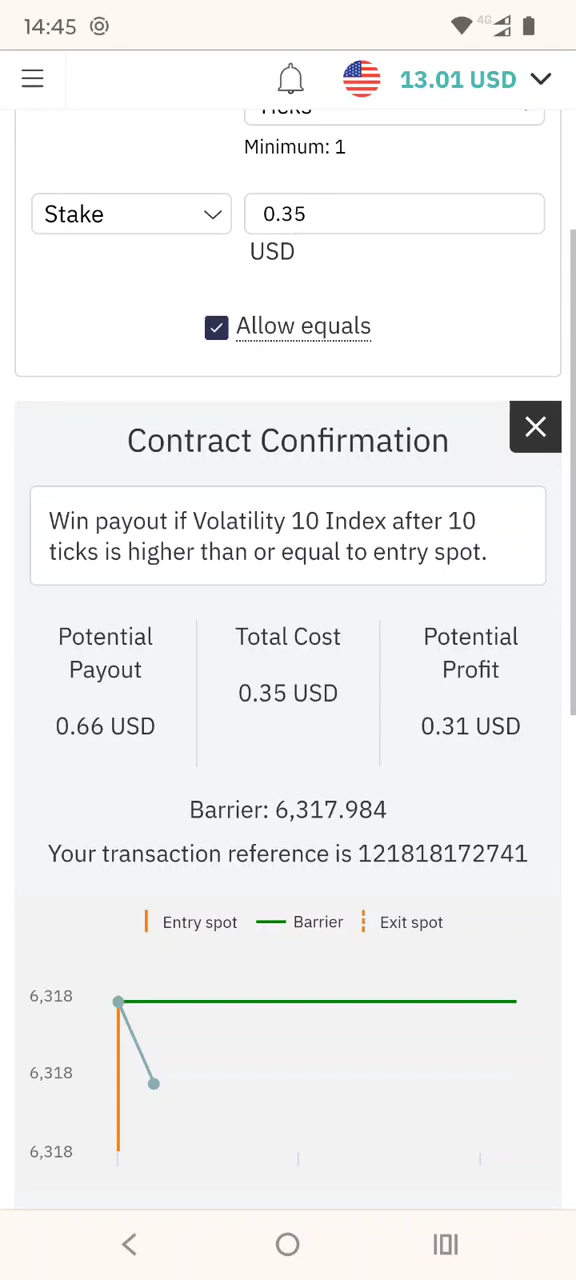 14:45
4G
13.01 USD
Minimum: 1
Stake
0.35
USD
Allow equals
Contract Confirmation
Win payout if Volatility 10 Index after 10
ticks is higher than or equal to entry spot.
Potential
Payout
0.66 USD
Total Cost
0.35 USD
Potential
Profit
0.31 USD
Barrier: 6,317.984
Your transaction reference is 121818172741
Entry spot
Barrier
Exit spot
6,318
6,318
6,318